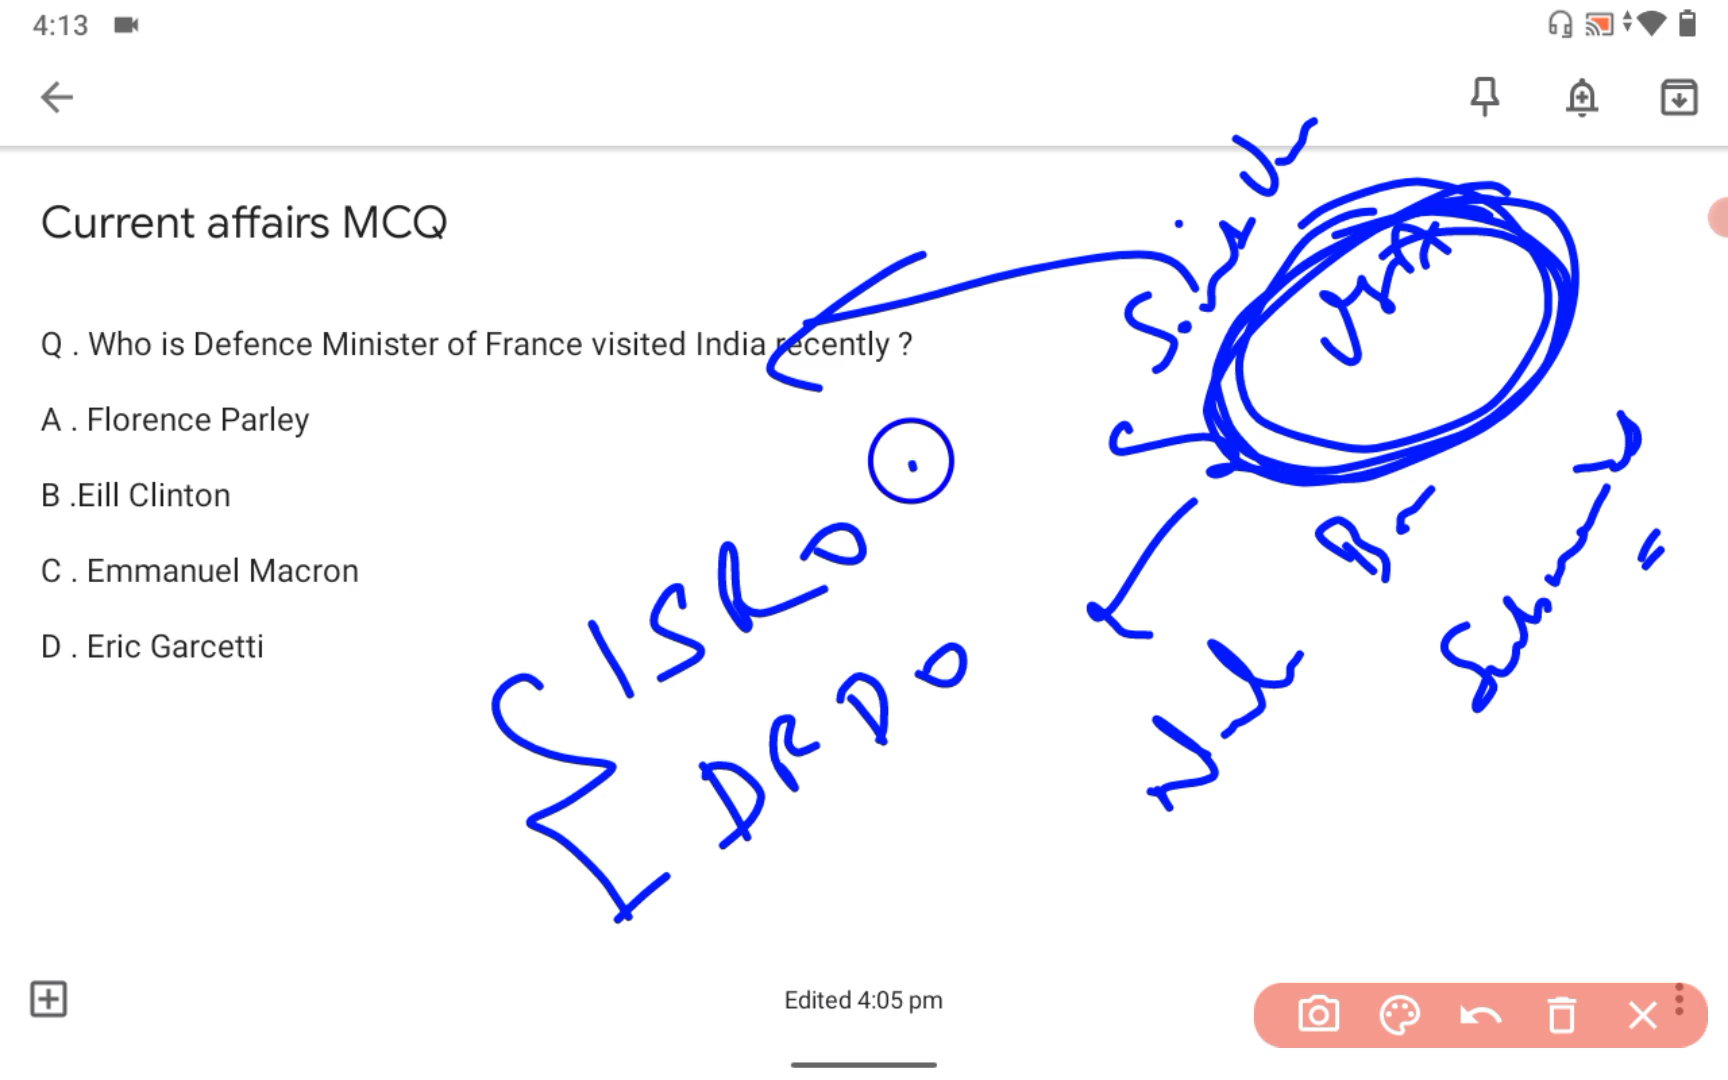 4:13
Current affairs MCQ
Q . Who is Defence Minister of France visited India recently ?
A . Florence Parley
B .Eill Clinton
C . Emmanuel Macron
D . Eric Garcetti
ISRO
DRDO
Edited 4:05 pm